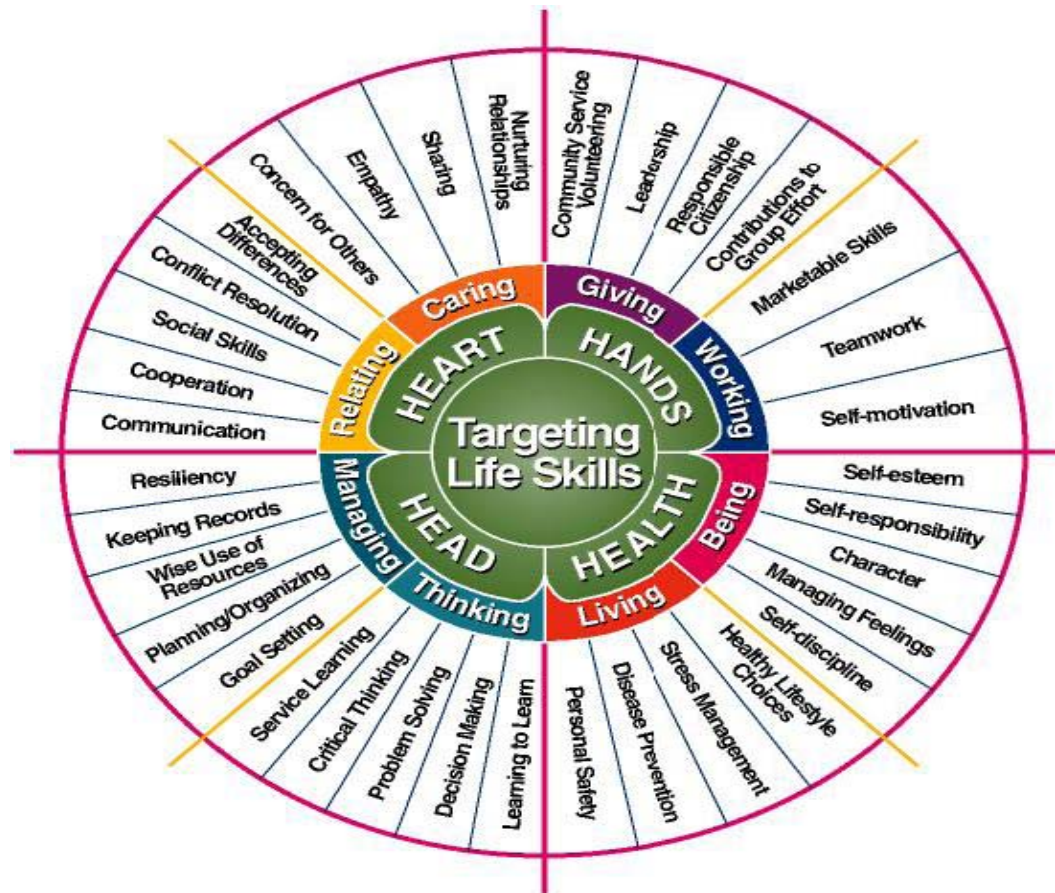 Targeting
Life Skills
HEART
HANDS
HEALTH
HEAD
Caring
Giving
Working
Being
Living
Thinking
Managing
Relating
Nurturing
Relationships
Sharing
Empathy
Concern for Others
Accepting
Differences
Conflict Resolution
Social Skills
Cooperation
Communication
Community Service
Volunteering
Leadership
Responsible
Citizenship
Contributions to
Group Effort
Marketable Skills
Teamwork
Self-motivation
Self-esteem
Self-responsibility
Character
Managing Feelings
Self-discipline
Healthy Lifestyle
Choices
Stress Management
Disease Prevention
Personal Safety
Learning to Learn
Decision Making
Problem Solving
Critical Thinking
Service Learning
Goal Setting
Planning/Organizing
Wise Use of
Resources
Keeping Records
Resiliency